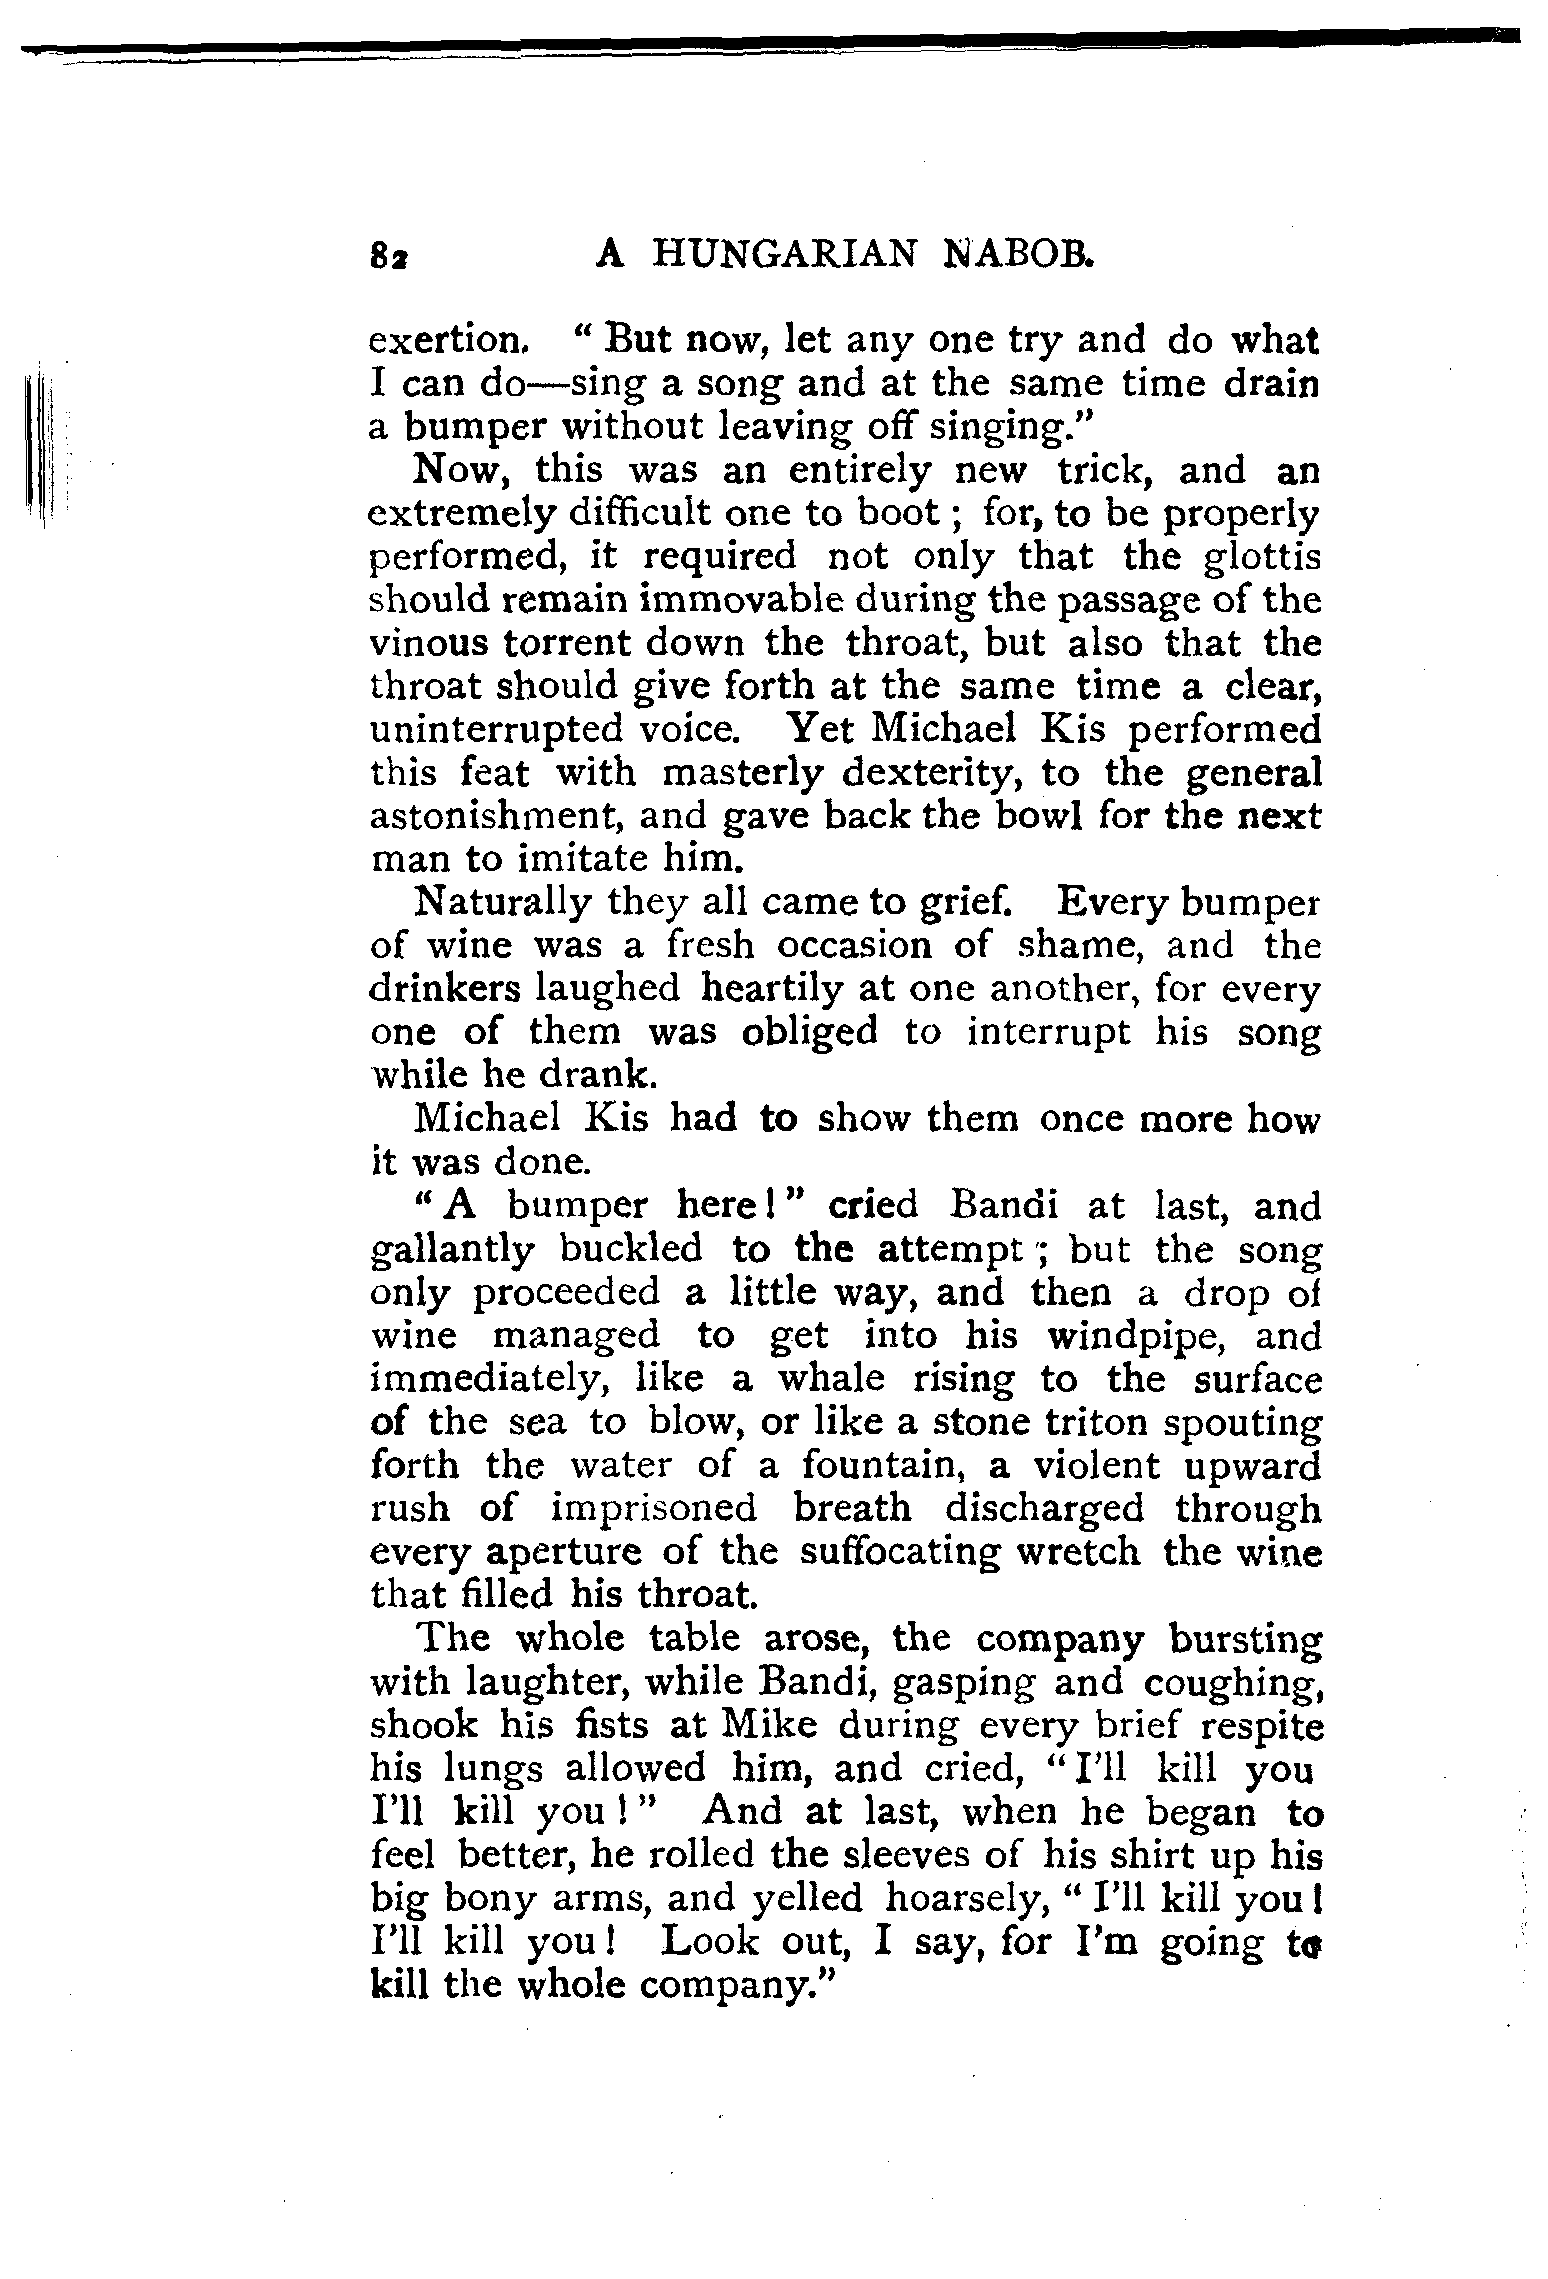 82 A HUNGARIAN NABOB.
exertion. “ But now, let any one try and do what
I can do—sing a song and at the same time drain
a bumper without leaving off singing.”
Now, this was an entirely new trick, and an
extremely difficult one to boot ; for, to be properly
performed, it required not only that the glottis
should remain immovable during the passage of the
vinous torrent down the throat, but also that the
throat should give forth at the same time a clear,
uninterrupted voice. Yet Michael Kis performed
this feat with masterly dexterity, to the general
astonishment, and gave back the bowl for the next
man to imitate him.
Naturally they all came to grief. Every bumper
of wine was a fresh occasion of shame, and the
drinkers laughed heartily at one another, for every
one of them was obliged to interrupt his song
while he drank.
Michael Kis had to show them once more how
it was done.
“ A bumper here ! ” cried Bandi at last, and
gallantly buckled to the attempt ; but the song
only proceeded a little way, and then a drop of
wine managed to get into his windpipe, and
immediately, like a whale rising to the surface
of the sea to blow, or like a stone triton spouting
forth the water of a fountain, a violent upward
rush of imprisoned breath discharged through
every aperture of the suffocating wretch the wine
that filled his throat.
The whole table arose, the company bursting
with laughter, while Bandi, gasping and coughing,
shook his fists at Mike during every brief respite
his lungs allowed him, and cried, “ I’ll kill you
I’ll kill you ! ” And at last, when he began to
feel better, he rolled the sleeves of his shirt up his
big bony arms, and yelled hoarsely, “ I’ll kill you !
I’ll kill you ! Look out, I say, for I’m going to
kill the whole company.”